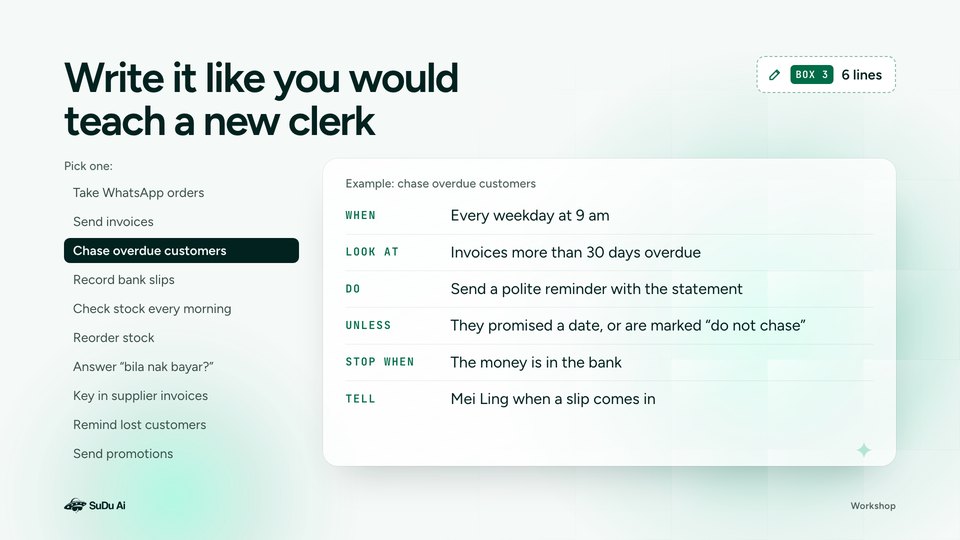 Write it like you would
teach a new clerk
BOX 3 6 lines
Pick one:
Take WhatsApp orders
Send invoices
Chase overdue customers
Record bank slips
Check stock every morning
Reorder stock
Answer “bila nak bayar?”
Key in supplier invoices
Remind lost customers
Send promotions
Example: chase overdue customers
WHEN Every weekday at 9 am
LOOK AT Invoices more than 30 days overdue
DO Send a polite reminder with the statement
UNLESS They promised a date, or are marked “do not chase”
STOP WHEN The money is in the bank
TELL Mei Ling when a slip comes in
SuDu Ai
Workshop